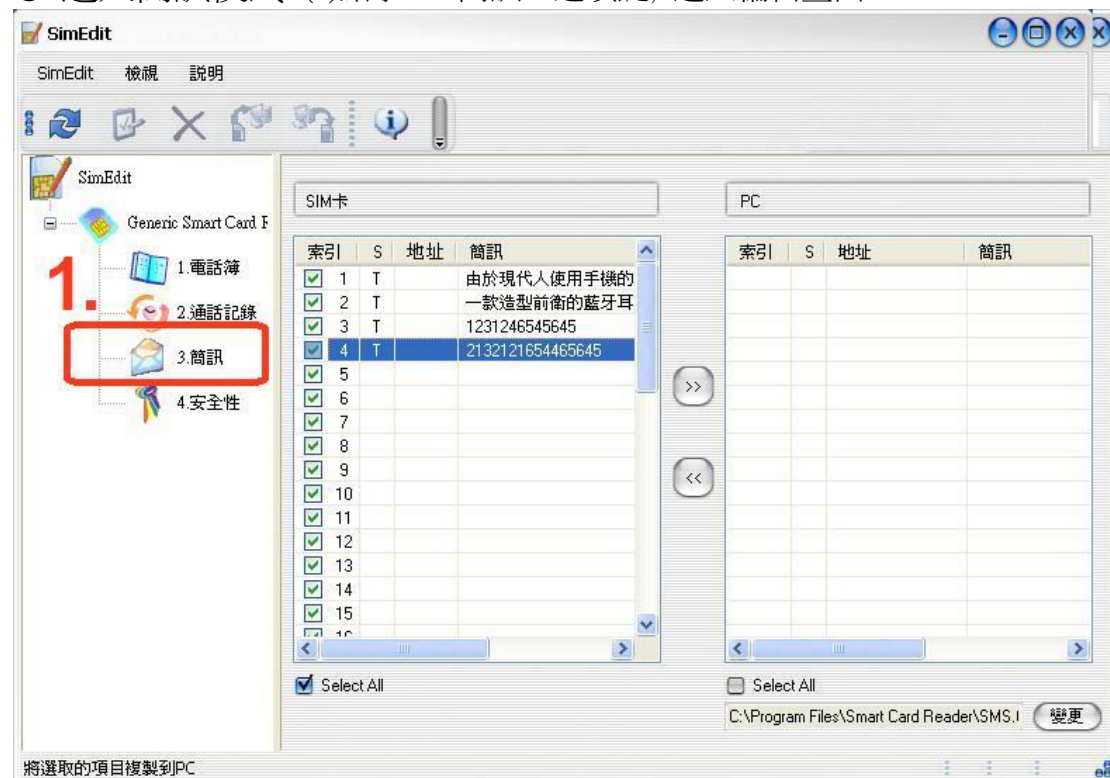 SimEdit
SimEdit 檢視 説明
SimEdit
Generic Smart Card R
1.
1.電話簿
2.通話記錄
3.簡訊
4.安全性
SIM卡
索引 S 地址 簡訊
1 T 由於現代人使用手機的
2 T 一款造型前衛的藍牙耳
3 T 1231246545645
4 T 2132121654465645
5
6
7
8
9
10
11
12
13
14
15
Select All
PC
索引 S 地址 簡訊
Select All
C:\Program Files\Smart Card Reader\SMS.
變更
將選取的項目複製到PC